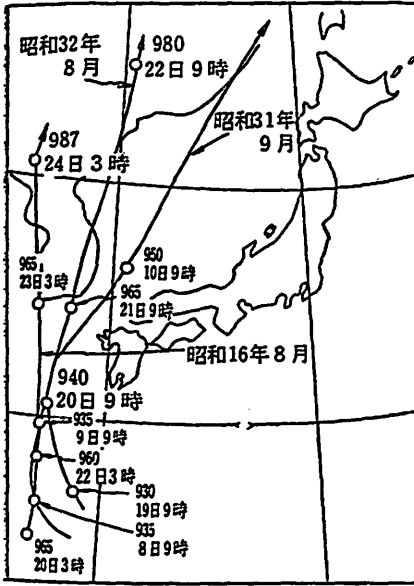 昭和32年
8月
980
22日9時
昭和31年
9月
987
24日3時
950
10日9時
965
23日3時
965
21日9時
昭和16年8月
940
20日9時
935
9日9時
960
22日3時
930
19日9時
935
8日9時
965
20日3時